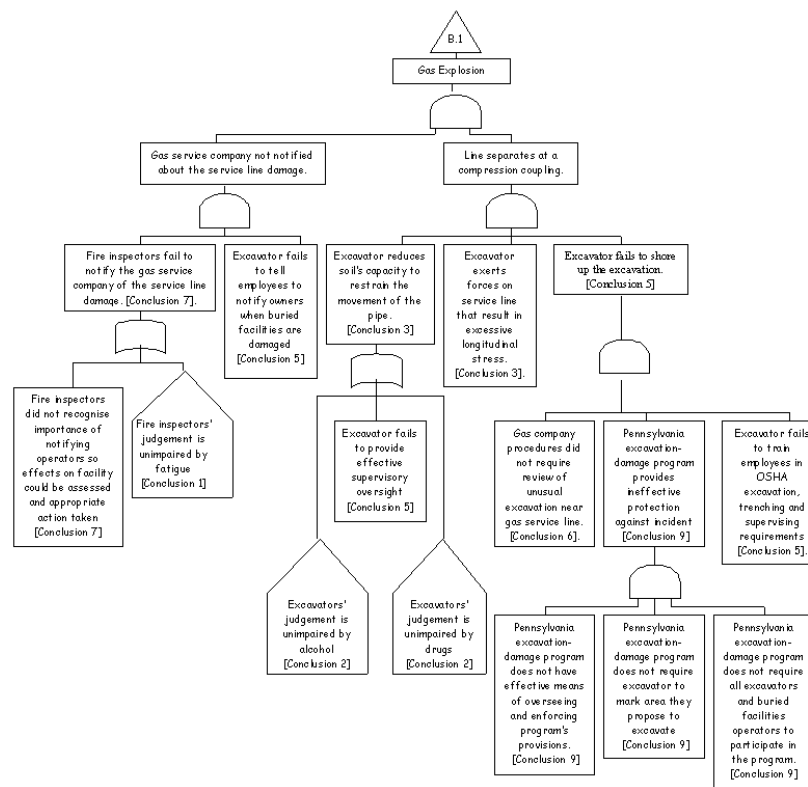 B.1
Gas Explosion
Gas service company not notified
about the service line damage.
Line separates at a
compression coupling.
Fire inspectors fail to
notify the gas service
company of the service line
damage. [Conclusion 7].
Excavator fails
to tell
employees to
notify owners
when buried
facilities are
damaged
[Conclusion 5]
Excavator reduces
soil's capacity to
restrain the
movement of the
pipe.
[Conclusion 3]
Excavator
exerts
forces on
service line
that result in
excessive
longitudinal
stress.
[Conclusion 3].
Excavator fails to shore
up the excavation.
[Conclusion 5]
Fire inspectors
did not recognise
importance of
notifying
operators so
effects on facility
could be assessed
and appropriate
action taken
[Conclusion 7]
Fire inspectors'
judgement is
unimpaired by
fatigue
[Conclusion 1]
Excavator fails
to provide
effective
supervisory
oversight
[Conclusion 5]
Excavators'
judgement is
unimpaired by
alcohol
[Conclusion 2]
Excavators'
judgement is
unimpaired by
drugs
[Conclusion 2]
Gas company
procedures did
not require
review of
unusual
excavation near
gas service line.
[Conclusion 6].
Pennsylvania
excavation-
damage program
provides
ineffective
protection
against incident
[Conclusion 9]
Excavator fails
to train
employees in
OSHA
excavation,
trenching and
supervising
requirements
[Conclusion 5].
Pennsylvania
excavation-
damage program
does not have
effective means
of overseeing
and enforcing
program's
provisions.
[Conclusion 9]
Pennsylvania
excavation-
damage program
does not require
excavator to
mark area they
propose to
excavate
[Conclusion 9]
Pennsylvania
excavation-
damage program
does not require
all excavators
and buried
facilities
operators to
participate in
the program.
[Conclusion 9]